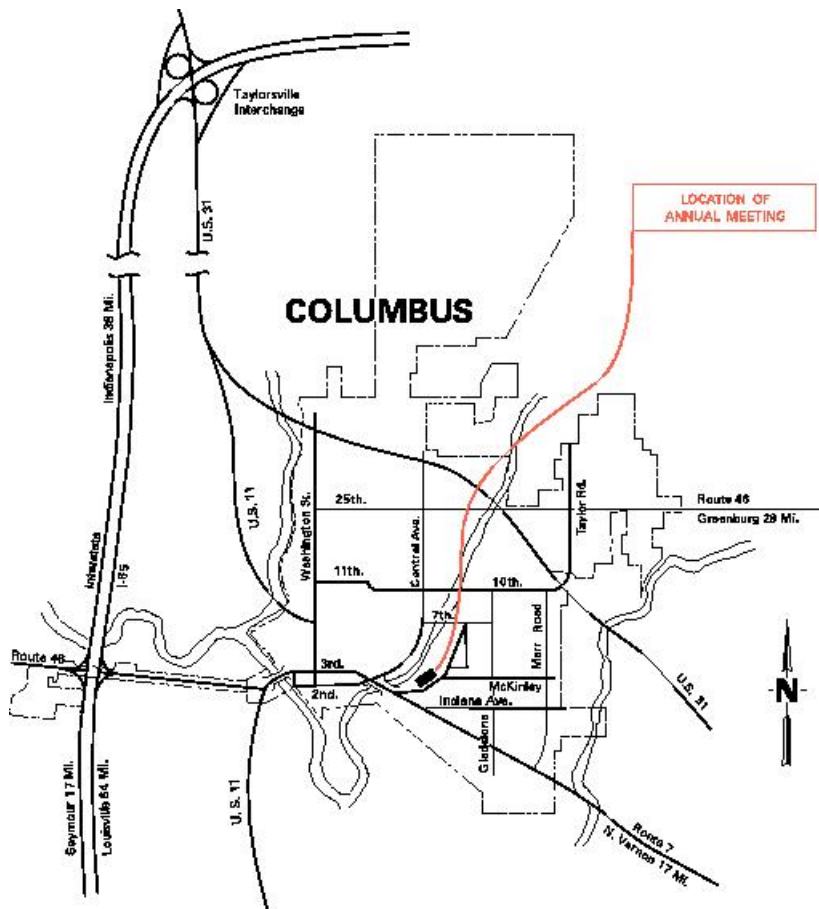 Taylorsville
Interchange
U.S. 31
LOCATION OF
ANNUAL MEETING
COLUMBUS
Indianapolis 38 Mi.
U.S. 11
Washington St.
25th.
Central Ave.
Taylor Rd.
Route 46
Greenburg 29 Mi.
Interstate
I-65
11th.
10th.
7th.
Marr Road
Route 46
3rd.
2nd.
McKinley
Indiana Ave.
Gladstone
U.S. 31
N
Seymour 17 Mi.
Louisville 64 Mi.
U.S. 11
Route 7
N. Vernon 17 Mi.